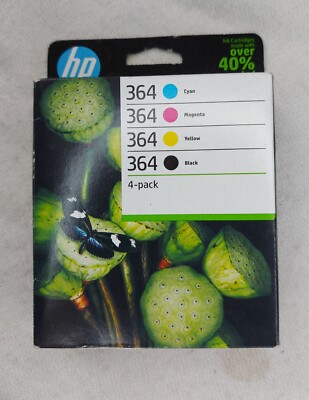 Ink Cartridges
made with
over
40%
hp
364 Cyan
364 Magenta
364 Yellow
364 Black
4-pack